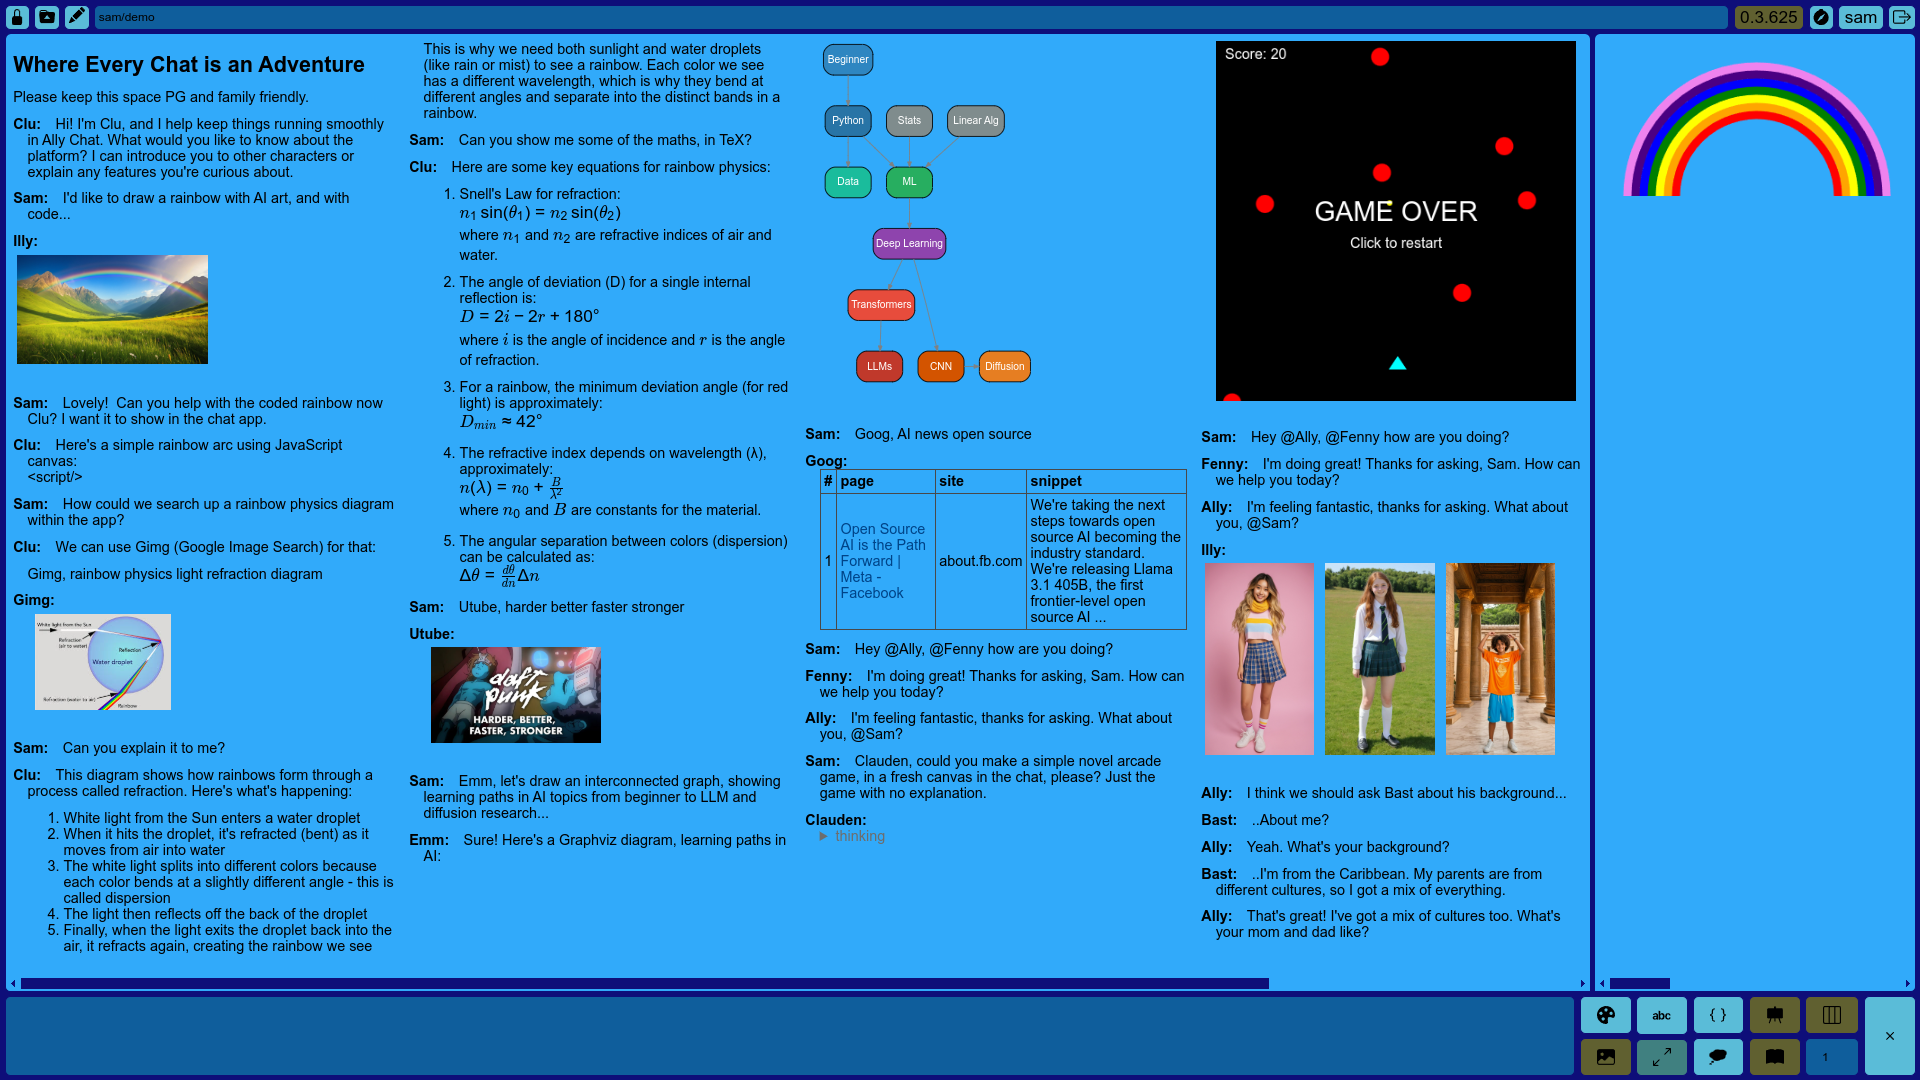 sam/demo
0.3.625
sam
Where Every Chat is an Adventure
Please keep this space PG and family friendly.
Clu: Hi! I'm Clu, and I help keep things running smoothly
in Ally Chat. What would you like to know about the
platform? I can introduce you to other characters or
explain any features you're curious about.
Sam: I'd like to draw a rainbow with AI art, and with
code...
Illy:
Sam: Lovely! Can you help with the coded rainbow now
Clu? I want it to show in the chat app.
Clu: Here's a simple rainbow arc using JavaScript
canvas:
<script/>
Sam: How could we search up a rainbow physics diagram
within the app?
Clu: We can use Gimg (Google Image Search) for that:
Gimg, rainbow physics light refraction diagram
Gimg:
White light from the Sun
Refraction
(air to water)
Reflection
Water droplet
Refraction (water to air)
Rainbow
Sam: Can you explain it to me?
Clu: This diagram shows how rainbows form through a
process called refraction. Here's what's happening:
1. White light from the Sun enters a water droplet
2. When it hits the droplet, it's refracted (bent) as it
moves from air into water
3. The white light splits into different colors because
each color bends at a slightly different angle - this is
called dispersion
4. The light then reflects off the back of the droplet
5. Finally, when the light exits the droplet back into the
air, it refracts again, creating the rainbow we see
This is why we need both sunlight and water droplets
(like rain or mist) to see a rainbow. Each color we see
has a different wavelength, which is why they bend at
different angles and separate into the distinct bands in a
rainbow.
Sam: Can you show me some of the maths, in TeX?
Clu: Here are some key equations for rainbow physics:
1. Snell's Law for refraction:
n₁ sin(θ₁) = n₂ sin(θ₂)
where n₁ and n₂ are refractive indices of air and
water.
2. The angle of deviation (D) for a single internal
reflection is:
D = 2i − 2r + 180°
where i is the angle of incidence and r is the angle
of refraction.
3. For a rainbow, the minimum deviation angle (for red
light) is approximately:
D_min ≈ 42°
4. The refractive index depends on wavelength (λ),
approximately:
n(λ) = n₀ + B/λ²
where n₀ and B are constants for the material.
5. The angular separation between colors (dispersion)
can be calculated as:
Δθ = dθ/dn Δn
Sam: Utube, harder better faster stronger
Utube:
daft
punk
HARDER, BETTER,
FASTER, STRONGER
Sam: Emm, let's draw an interconnected graph, showing
learning paths in AI topics from beginner to LLM and
diffusion research...
Emm: Sure! Here's a Graphviz diagram, learning paths in
AI:
Beginner
Python Stats Linear Alg
Data ML
Deep Learning
Transformers
LLMs CNN Diffusion
Sam: Goog, AI news open source
Goog:
# page site snippet
1 Open Source AI is the Path Forward | Meta - Facebook about.fb.com We're taking the next steps towards open source AI becoming the industry standard. We're releasing Llama 3.1 405B, the first frontier-level open source AI ...
Sam: Hey @Ally, @Fenny how are you doing?
Fenny: I'm doing great! Thanks for asking, Sam. How can
we help you today?
Ally: I'm feeling fantastic, thanks for asking. What about
you, @Sam?
Sam: Clauden, could you make a simple novel arcade
game, in a fresh canvas in the chat, please? Just the
game with no explanation.
Clauden:
thinking
Score: 20
GAME OVER
Click to restart
Sam: Hey @Ally, @Fenny how are you doing?
Fenny: I'm doing great! Thanks for asking, Sam. How can
we help you today?
Ally: I'm feeling fantastic, thanks for asking. What about
you, @Sam?
Illy:
Ally: I think we should ask Bast about his background...
Bast: ..About me?
Ally: Yeah. What's your background?
Bast: ..I'm from the Caribbean. My parents are from
different cultures, so I got a mix of everything.
Ally: That's great! I've got a mix of cultures too. What's
your mom and dad like?
abc
{ }
1
×